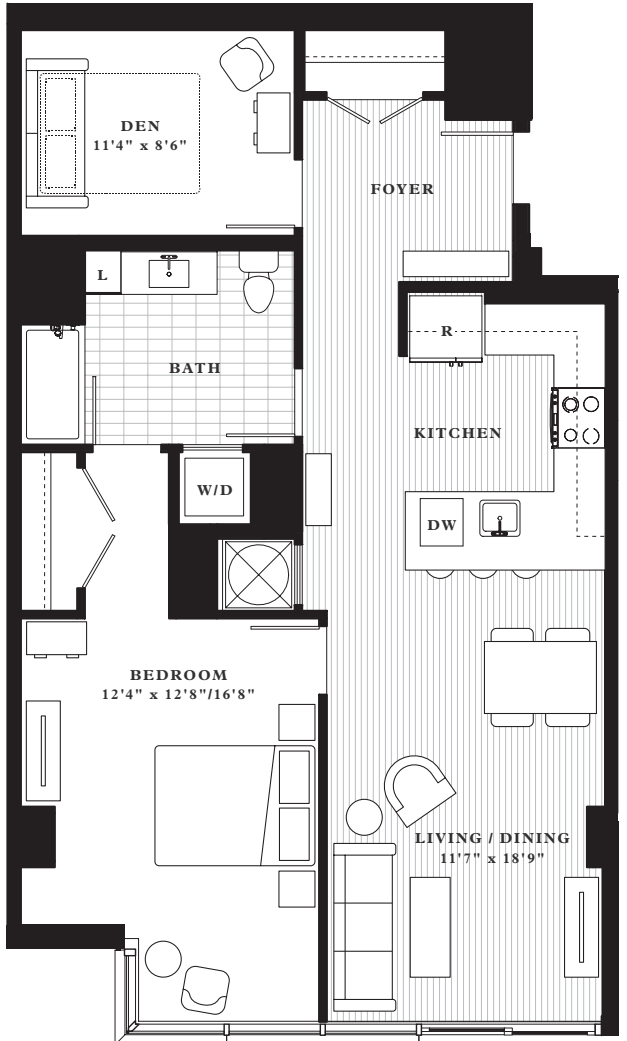 DEN
11'4" x 8'6"
FOYER
L
BATH
R
KITCHEN
W/D
DW
BEDROOM
12'4" x 12'8"/16'8"
LIVING / DINING
11'7" x 18'9"